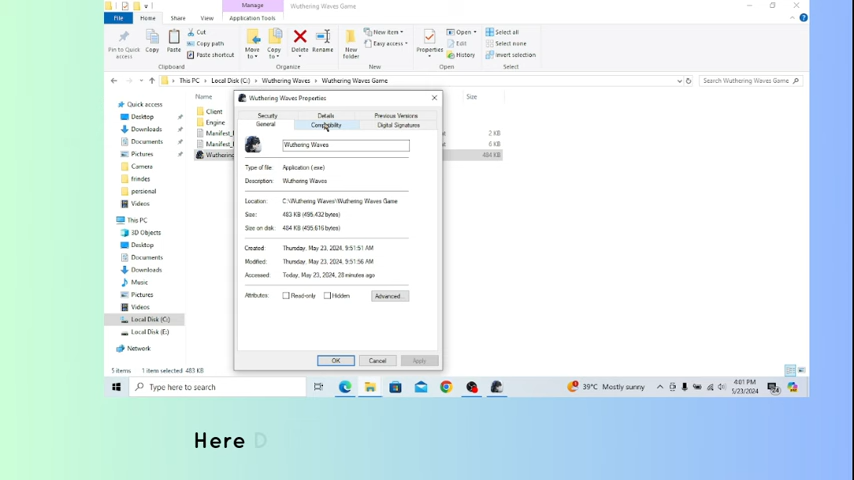 Manage
Wuthering Waves Game
File
Home
Share
View
Application Tools
Pin to Quick access
Copy
Paste
Cut
Copy path
Paste shortcut
Clipboard
Move to
Copy to
Delete
Rename
Organize
New folder
New item
Easy access
New
Properties
Open
Edit
History
Open
Select all
Select none
Invert selection
Select
This PC > Local Disk (C:) > Wuthering Waves > Wuthering Waves Game
Search Wuthering Waves Game
Quick access
Desktop
Downloads
Documents
Pictures
Camera
frindes
persional
Videos
This PC
3D Objects
Desktop
Documents
Downloads
Music
Pictures
Videos
Local Disk (C:)
Local Disk (E:)
Network
Name
Size
Client
Engine
Manifest_
2 KB
Manifest_
6 KB
Wuthering
484 KB
Wuthering Waves Properties
Security
Details
Previous Versions
General
Compatibility
Digital Signatures
Wuthering Waves
Type of file: Application (.exe)
Description: Wuthering Waves
Location: C:\Wuthering Waves\Wuthering Waves Game
Size: 483 KB (495,432 bytes)
Size on disk: 484 KB (495,616 bytes)
Created: Thursday, May 23, 2024, 9:51:51 AM
Modified: Thursday, May 23, 2024, 9:51:56 AM
Accessed: Today, May 23, 2024, 28 minutes ago
Attributes: Read-only Hidden Advanced...
OK Cancel Apply
5 items 1 item selected 483 KB
Type here to search
39°C Mostly sunny
4:01 PM
5/23/2024
Here D